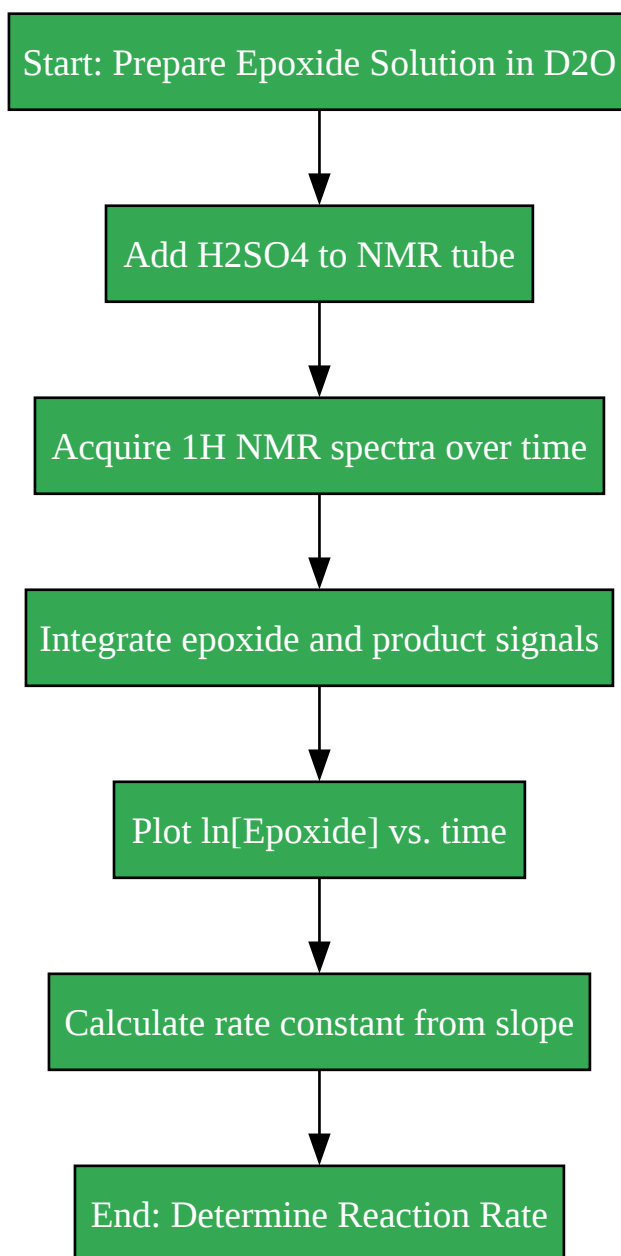 Start: Prepare Epoxide Solution in D2O
Add H2SO4 to NMR tube
Acquire 1H NMR spectra over time
Integrate epoxide and product signals
Plot ln[Epoxide] vs. time
Calculate rate constant from slope
End: Determine Reaction Rate